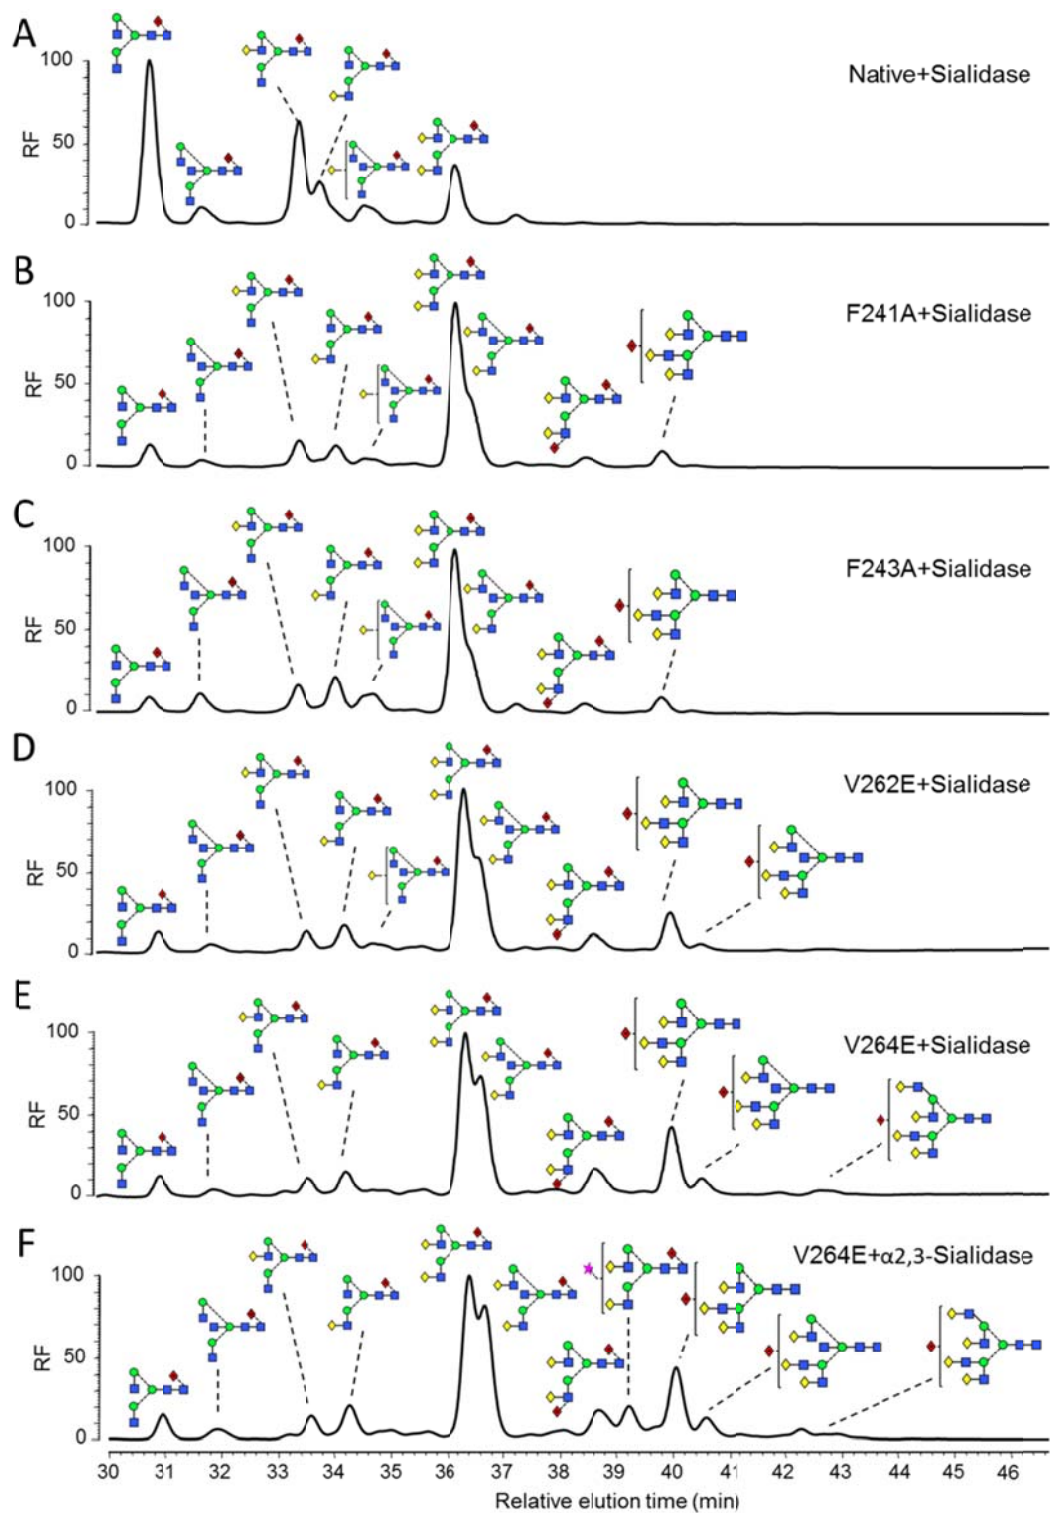 A
Native+Sialidase
RF
100
50
0
B
F241A+Sialidase
RF
100
50
0
C
F243A+Sialidase
RF
100
50
0
D
V262E+Sialidase
RF
100
50
0
E
V264E+Sialidase
RF
100
50
0
F
V264E+α2,3-Sialidase
RF
100
50
0
30 31 32 33 34 35 36 37 38 39 40 41 42 43 44 45 46
Relative elution time (min)